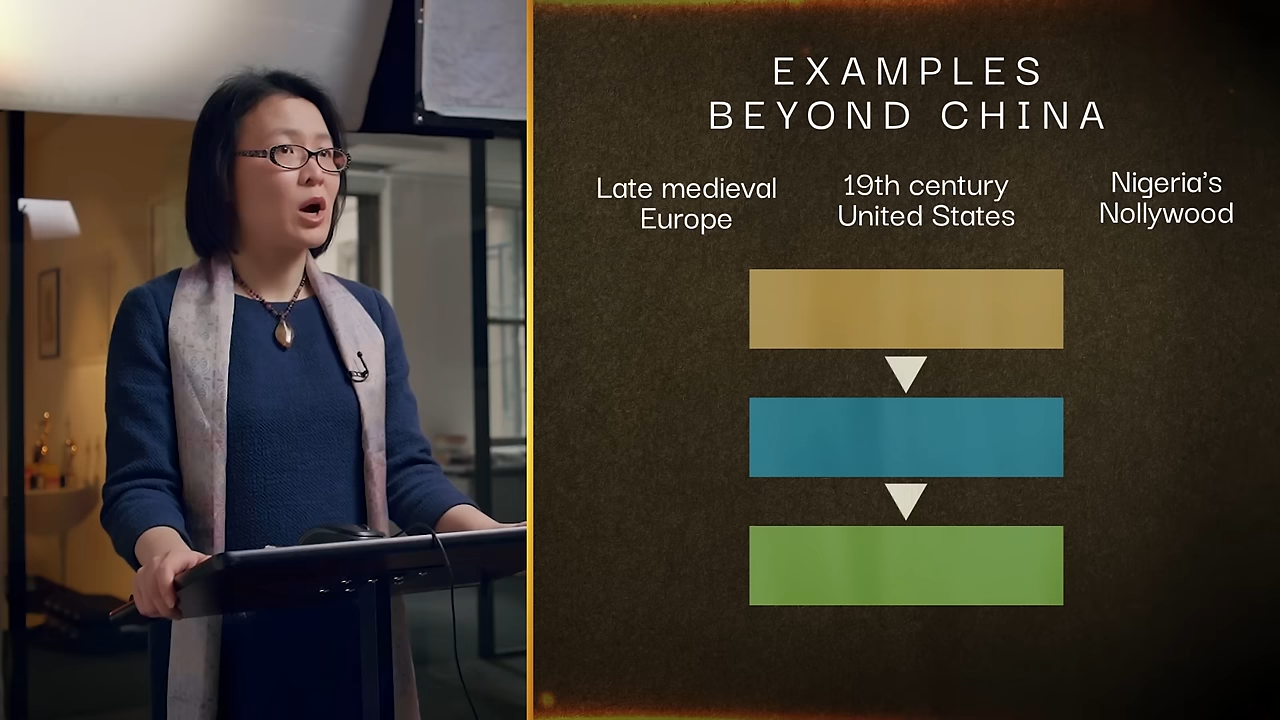 EXAMPLES
BEYOND CHINA
Late medieval
Europe
19th century
United States
Nigeria's
Nollywood